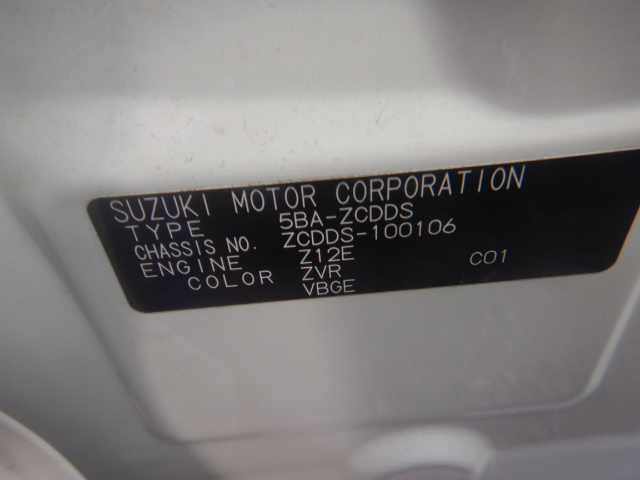 SUZUKI MOTOR CORPORATION
TYPE 5BA-ZCDDS
CHASSIS NO. ZCDDS-100106
ENGINE Z12E C01
COLOR ZVR
VBGE